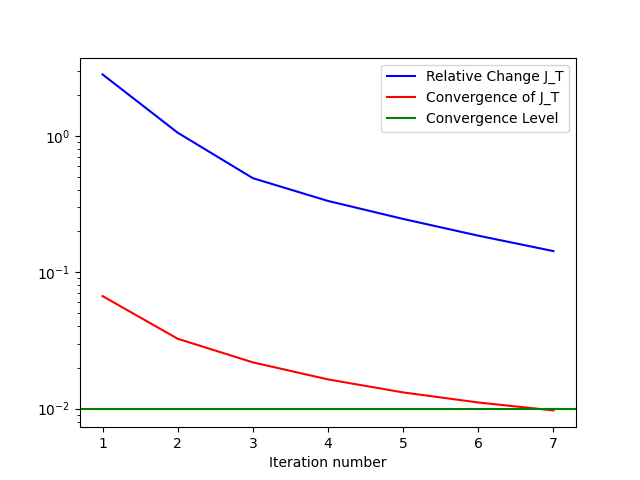 Relative Change J_T
Convergence of J_T
Convergence Level
10^0
10^-1
10^-2
1 2 3 4 5 6 7
Iteration number